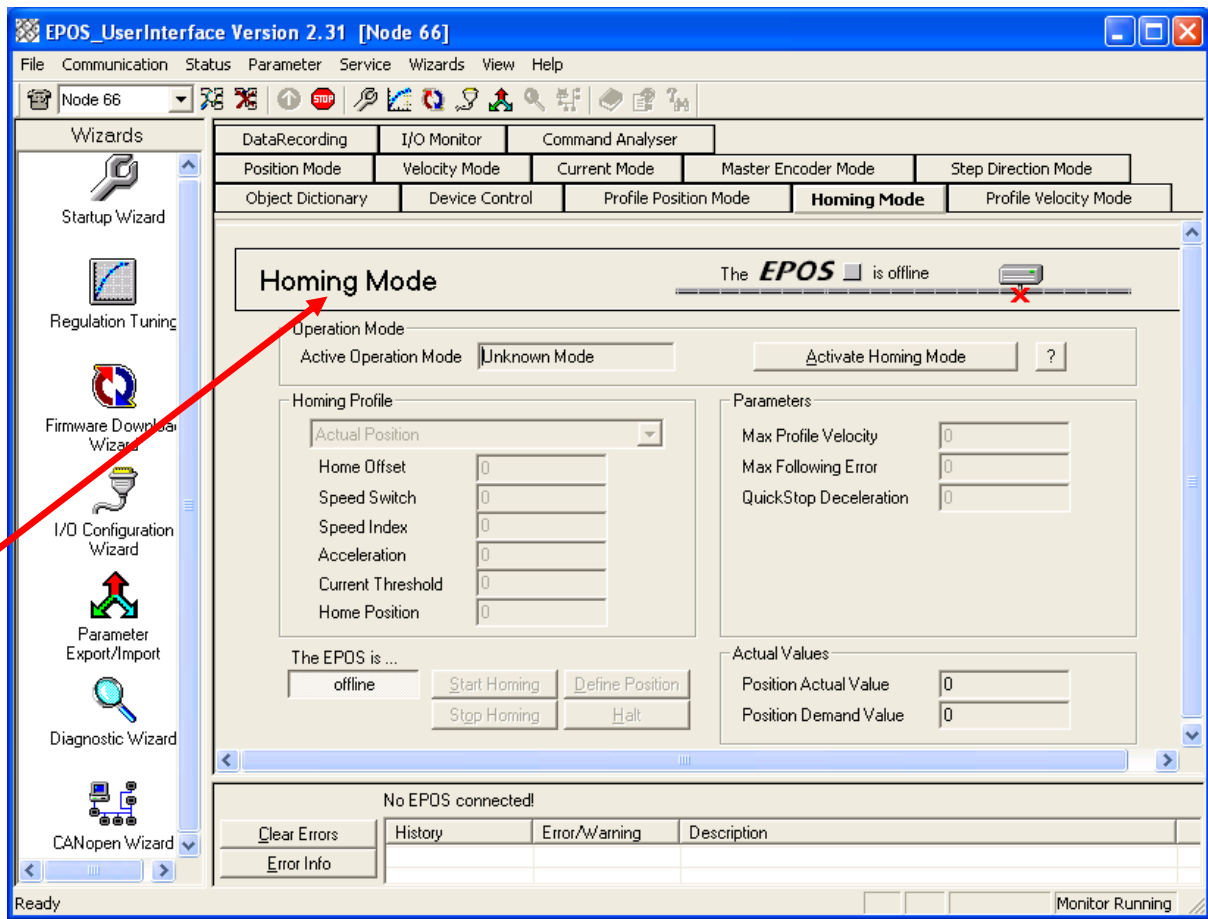 EPOS_UserInterface Version 2.31 [Node 66]
File Communication Status Parameter Service Wizards View Help
Node 66 STOP
Wizards
Startup Wizard
Regulation Tuning
Firmware Downloa
Wizard
I/O Configuration
Wizard
Parameter
Export/Import
Diagnostic Wizard
CANopen Wizard
DataRecording I/O Monitor Command Analyser
Position Mode Velocity Mode Current Mode Master Encoder Mode Step Direction Mode
Object Dictionary Device Control Profile Position Mode Homing Mode Profile Velocity Mode
Homing Mode
The EPOS is offline
Operation Mode
Active Operation Mode Unknown Mode Activate Homing Mode ?
Homing Profile
Actual Position
Home Offset 0
Speed Switch 0
Speed Index 0
Acceleration 0
Current Threshold 0
Home Position 0
Parameters
Max Profile Velocity 0
Max Following Error 0
QuickStop Deceleration 0
The EPOS is ...
offline
Start Homing Define Position
Stop Homing Halt
Actual Values
Position Actual Value 0
Position Demand Value 0
No EPOS connected!
Clear Errors
Error Info
History Error/Warning Description
Ready Monitor Running